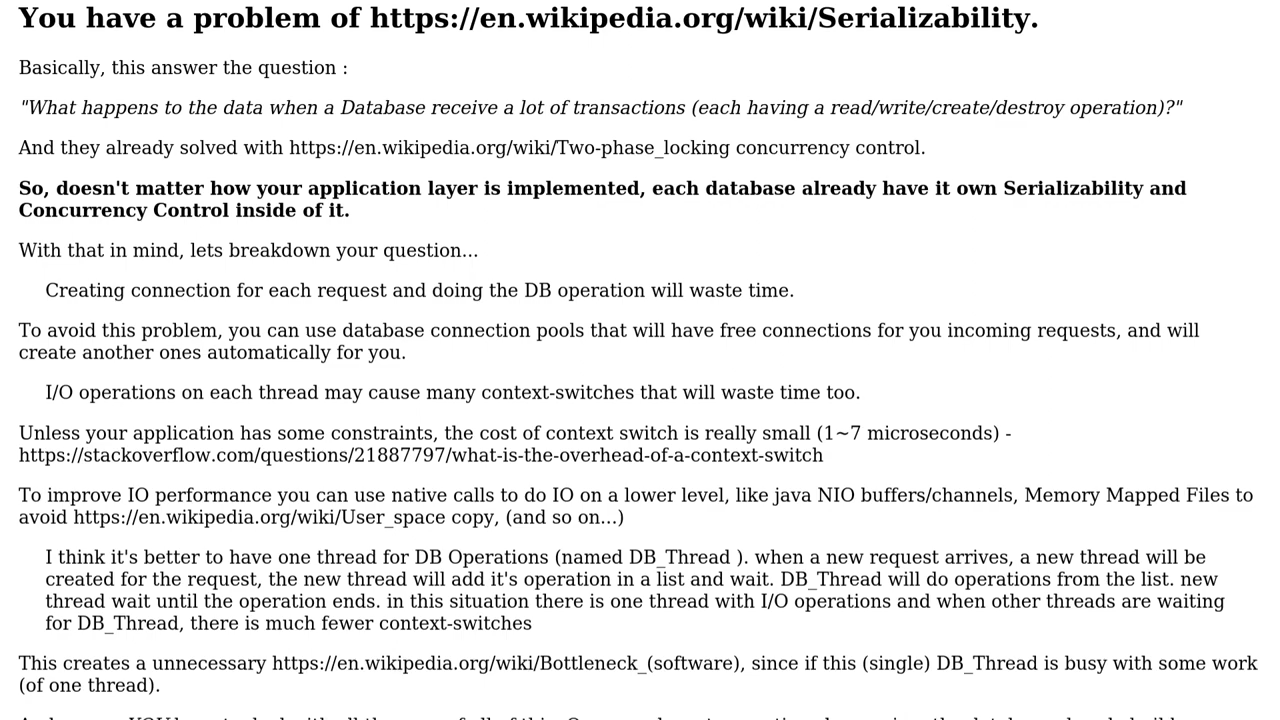 You have a problem of https://en.wikipedia.org/wiki/Serializability.
Basically, this answer the question :
"What happens to the data when a Database receive a lot of transactions (each having a read/write/create/destroy operation)?"
And they already solved with https://en.wikipedia.org/wiki/Two-phase_locking concurrency control.
So, doesn't matter how your application layer is implemented, each database already have it own Serializability and
Concurrency Control inside of it.
With that in mind, lets breakdown your question...
Creating connection for each request and doing the DB operation will waste time.
To avoid this problem, you can use database connection pools that will have free connections for you incoming requests, and will
create another ones automatically for you.
I/O operations on each thread may cause many context-switches that will waste time too.
Unless your application has some constraints, the cost of context switch is really small (1~7 microseconds) -
https://stackoverflow.com/questions/21887797/what-is-the-overhead-of-a-context-switch
To improve IO performance you can use native calls to do IO on a lower level, like java NIO buffers/channels, Memory Mapped Files to
avoid https://en.wikipedia.org/wiki/User_space copy, (and so on...)
I think it's better to have one thread for DB Operations (named DB_Thread ). when a new request arrives, a new thread will be
created for the request, the new thread will add it's operation in a list and wait. DB_Thread will do operations from the list. new
thread wait until the operation ends. in this situation there is one thread with I/O operations and when other threads are waiting
for DB_Thread, there is much fewer context-switches
This creates a unnecessary https://en.wikipedia.org/wiki/Bottleneck_(software), since if this (single) DB_Thread is busy with some work
(of one thread).